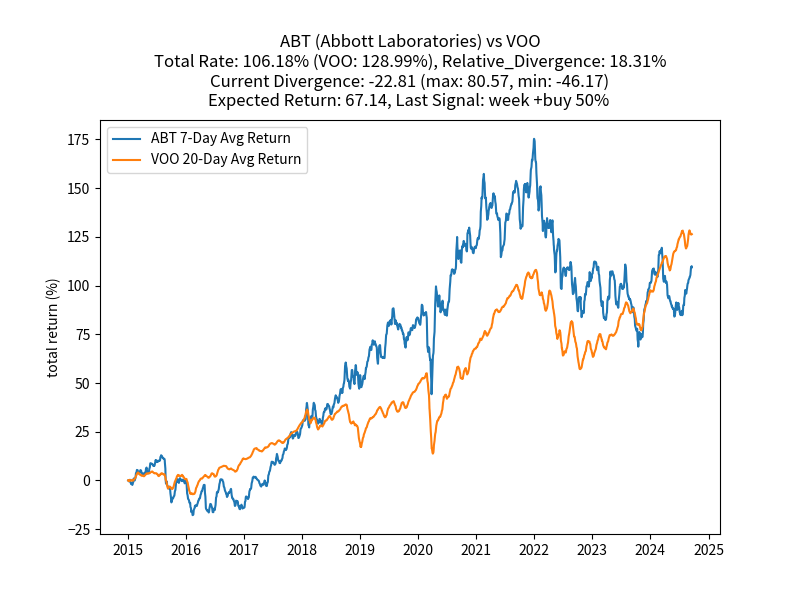 ABT (Abbott Laboratories) vs VOO
Total Rate: 106.18% (VOO: 128.99%), Relative_Divergence: 18.31%
Current Divergence: -22.81 (max: 80.57, min: -46.17)
Expected Return: 67.14, Last Signal: week +buy 50%
ABT 7-Day Avg Return
VOO 20-Day Avg Return
total return (%)
175
150
125
100
75
50
25
0
−25
2015 2016 2017 2018 2019 2020 2021 2022 2023 2024 2025